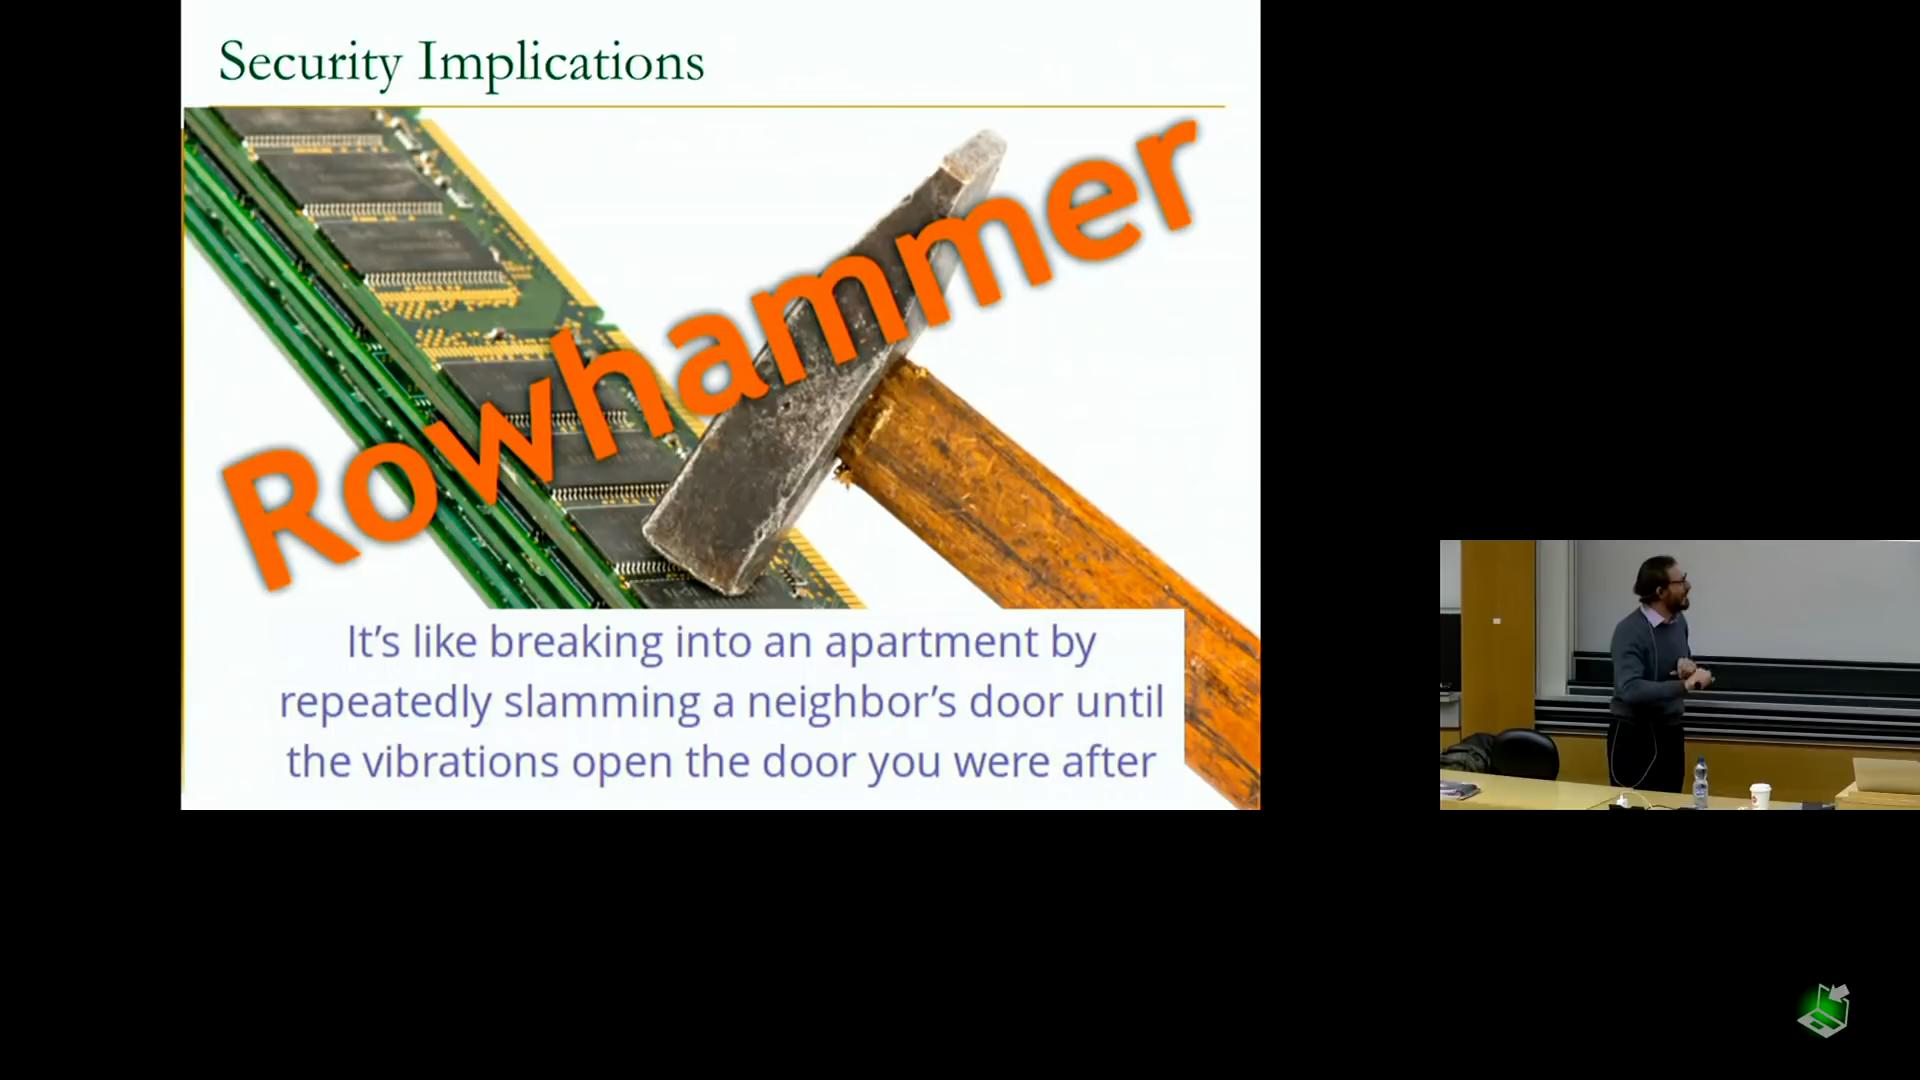 Security Implications
Rowhammer
It’s like breaking into an apartment by
repeatedly slamming a neighbor’s door until
the vibrations open the door you were after